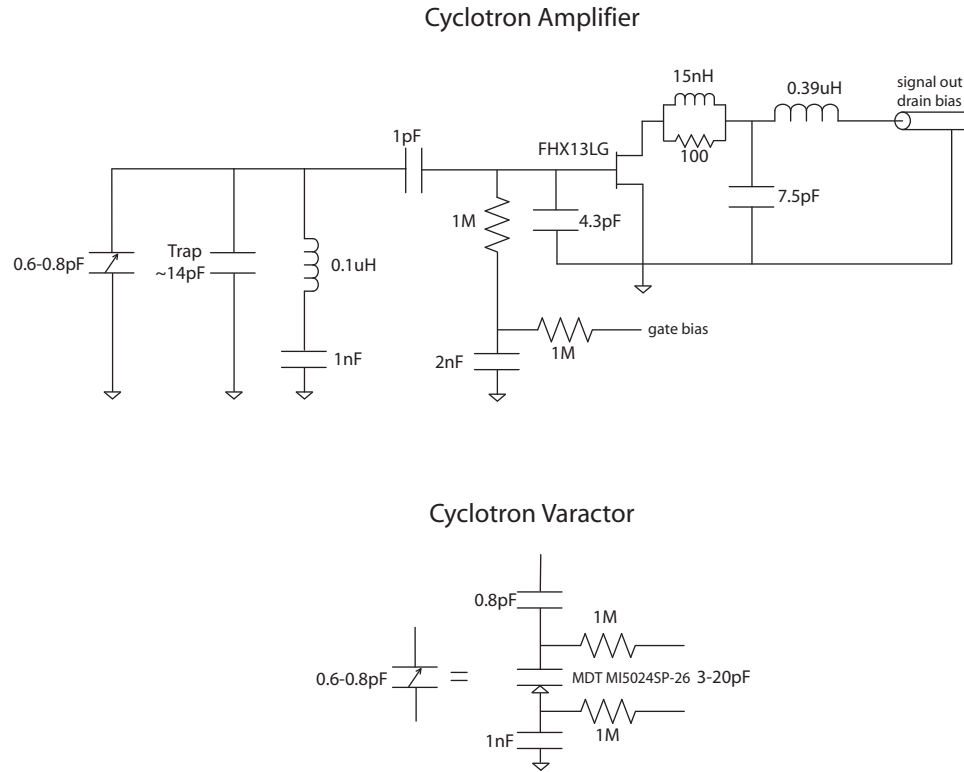 Cyclotron Amplifier
15nH
0.39uH
signal out
drain bias
1pF
FHX13LG
100
7.5pF
1M
4.3pF
0.6-0.8pF
Trap
~14pF
0.1uH
gate bias
1nF
2nF
1M
Cyclotron Varactor
0.8pF
1M
0.6-0.8pF
=
MDT MI5024SP-26 3-20pF
1nF
1M